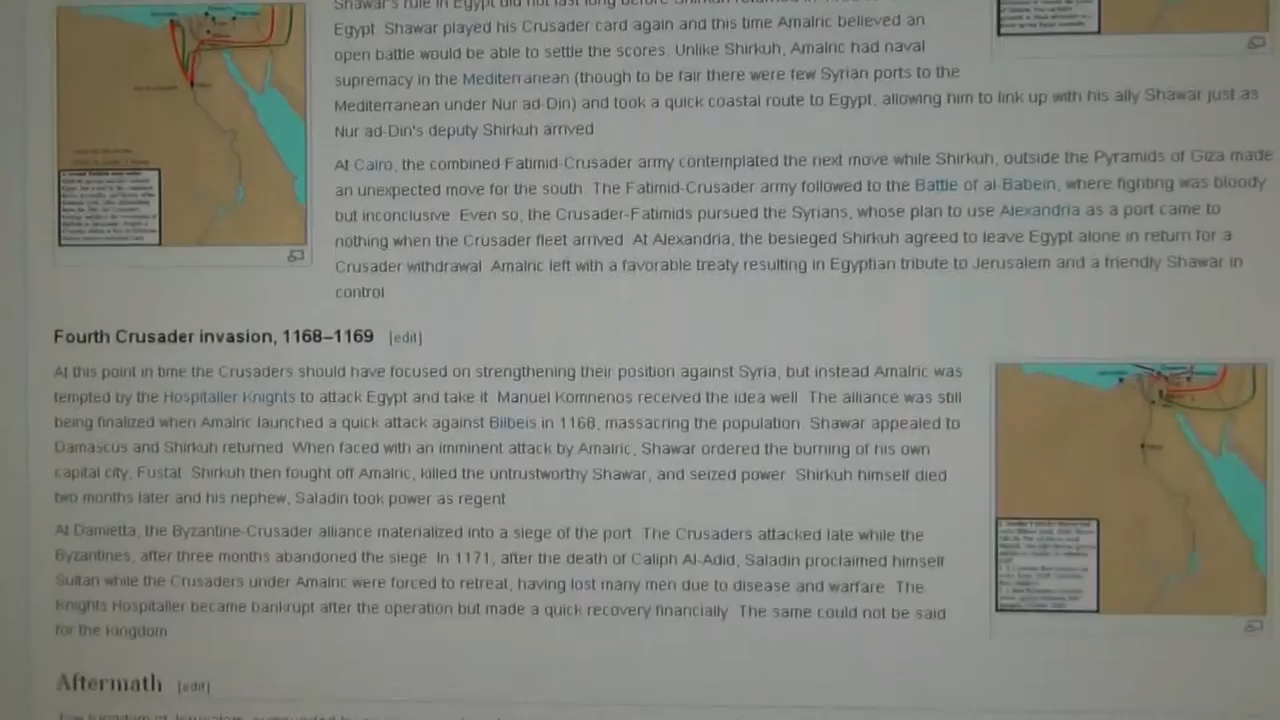 Egypt. Shawar played his Crusader card again and this time Amalric believed an
open battle would be able to settle the scores. Unlike Shirkuh, Amalric had naval
supremacy in the Mediterranean (though to be fair there were few Syrian ports to the
Mediterranean under Nur ad-Din) and took a quick coastal route to Egypt, allowing him to link up with his ally Shawar just as
Nur ad-Din's deputy Shirkuh arrived
At Cairo, the combined Fatimid-Crusader army contemplated the next move while Shirkuh, outside the Pyramids of Giza made
an unexpected move for the south. The Fatimid-Crusader army followed to the Battle of al-Babein, where fighting was bloody
but inconclusive. Even so, the Crusader-Fatimids pursued the Syrians, whose plan to use Alexandria as a port came to
nothing when the Crusader fleet arrived. At Alexandria, the besieged Shirkuh agreed to leave Egypt alone in return for a
Crusader withdrawal. Amalric left with a favorable treaty resulting in Egyptian tribute to Jerusalem and a friendly Shawar in
control
Fourth Crusader invasion, 1168–1169 [edit]
At this point in time the Crusaders should have focused on strengthening their position against Syria, but instead Amalric was
tempted by the Hospitaller Knights to attack Egypt and take it. Manuel Komnenos received the idea well. The alliance was still
being finalized when Amalric launched a quick attack against Bilbeis in 1168, massacring the population. Shawar appealed to
Damascus and Shirkuh returned. When faced with an imminent attack by Amalric, Shawar ordered the burning of his own
capital city, Fustat. Shirkuh then fought off Amalric, killed the untrustworthy Shawar, and seized power. Shirkuh himself died
two months later and his nephew, Saladin took power as regent
At Damietta, the Byzantine-Crusader alliance materialized into a siege of the port. The Crusaders attacked late while the
Byzantines, after three months abandoned the siege. In 1171, after the death of Caliph Al-Adid, Saladin proclaimed himself
Sultan while the Crusaders under Amalric were forced to retreat, having lost many men due to disease and warfare. The
Knights Hospitaller became bankrupt after the operation but made a quick recovery financially. The same could not be said
for the kingdom
Aftermath [edit]